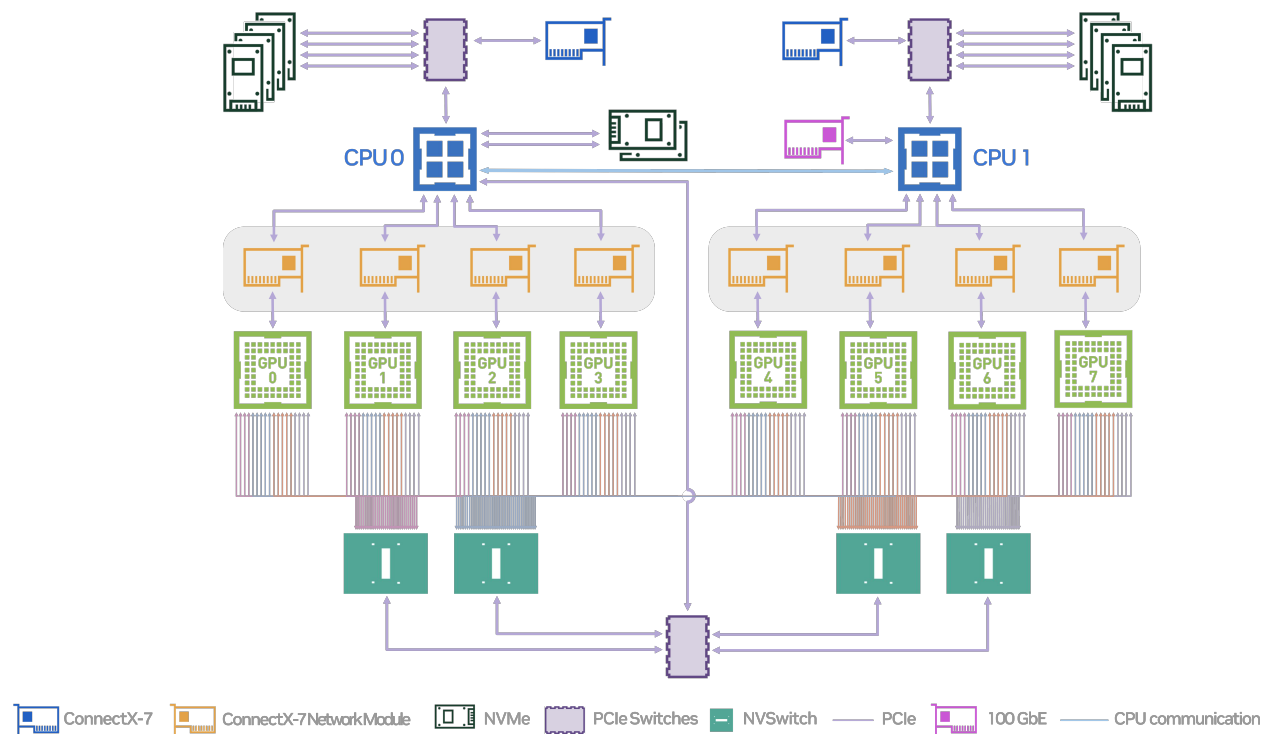 CPU 0
CPU 1
GPU
0
GPU
1
GPU
2
GPU
3
GPU
4
GPU
5
GPU
6
GPU
7
ConnectX-7
ConnectX-7 Network Module
NVMe
PCIe Switches
NVSwitch
PCIe
100 GbE
CPU communication